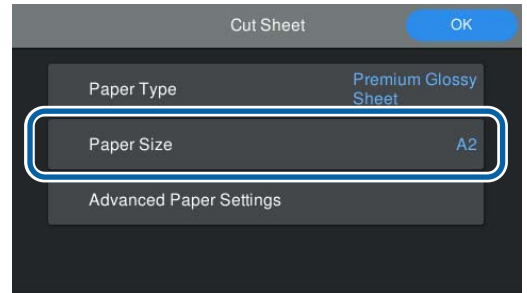 Cut Sheet
OK
Paper Type
Premium Glossy
Sheet
Paper Size
A2
Advanced Paper Settings